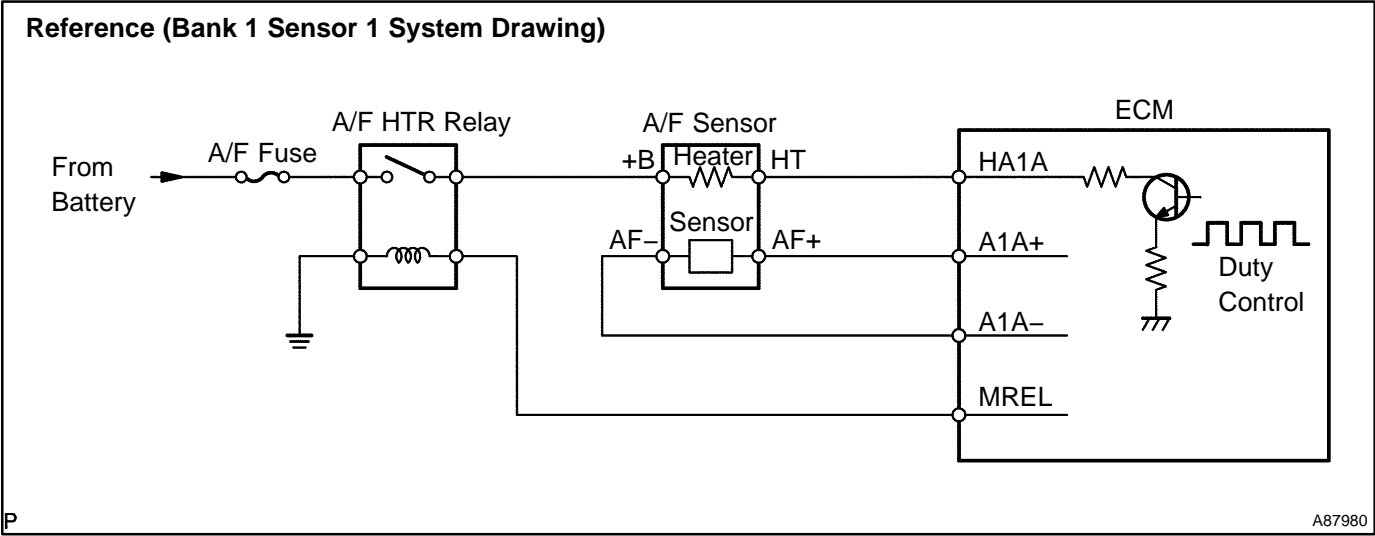 Reference (Bank 1 Sensor 1 System Drawing)
ECM
A/F HTR Relay
A/F Sensor
From
Battery
A/F Fuse
+B
Heater
HT
HA1A
AF−
Sensor
AF+
A1A+
Duty
Control
A1A−
MREL
P
A87980